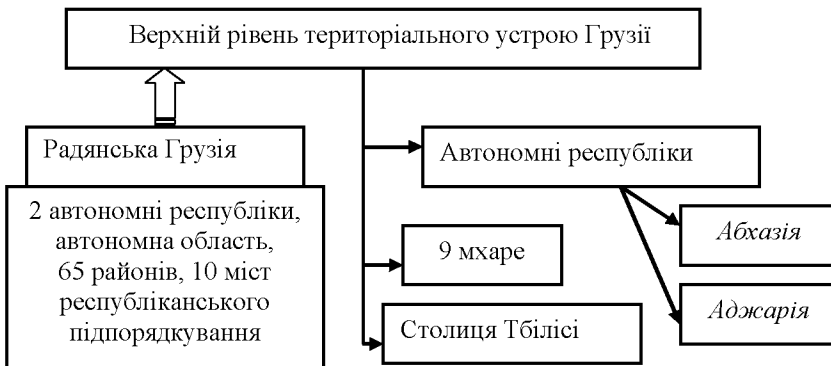 Верхній рівень територіального устрою Грузії
Радянська Грузія
2 автономні республіки,
автономна область,
65 районів, 10 міст
республіканського
підпорядкування
Автономні республіки
Абхазія
9 мхаре
Аджарія
Столиця Тбілісі